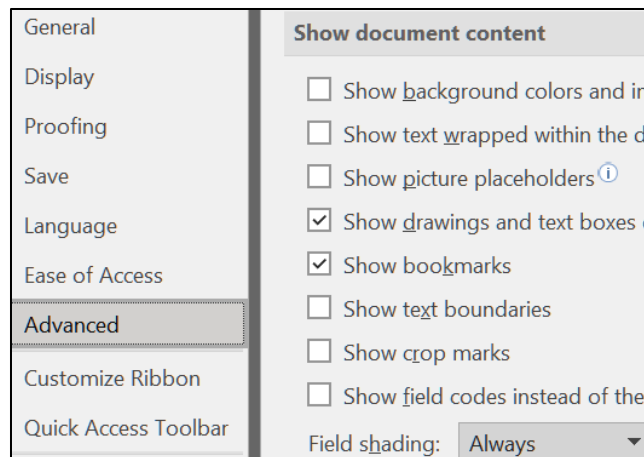 General
Display
Proofing
Save
Language
Ease of Access
Advanced
Customize Ribbon
Quick Access Toolbar
Show document content
Show background colors and
Show text wrapped within the
Show picture placeholders
Show drawings and text boxes
Show bookmarks
Show text boundaries
Show crop marks
Show field codes instead of the
Field shading: Always